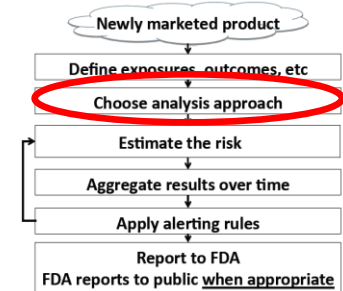 Newly marketed product
Define exposures, outcomes, etc
Choose analysis approach
Estimate the risk
Aggregate results over time
Apply alerting rules
Report to FDA
FDA reports to public when appropriate